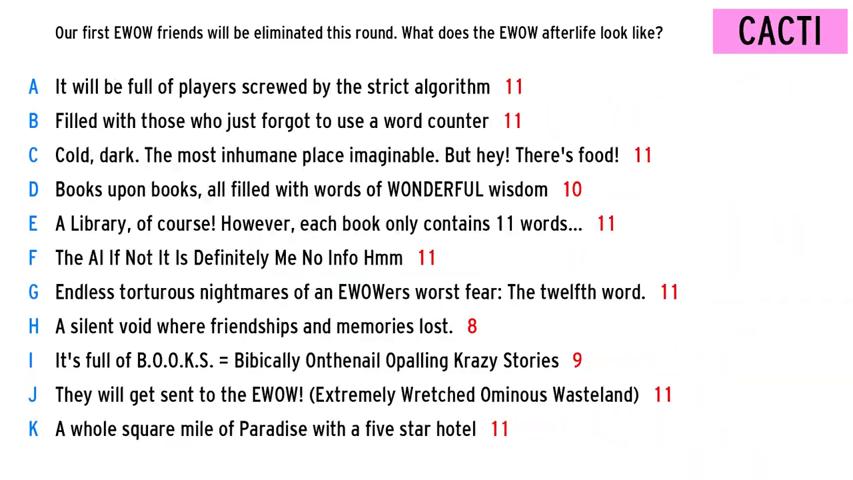 Our first EWOW friends will be eliminated this round. What does the EWOW afterlife look like?
CACTI
A It will be full of players screwed by the strict algorithm 11
B Filled with those who just forgot to use a word counter 11
C Cold, dark. The most inhumane place imaginable. But hey! There's food! 11
D Books upon books, all filled with words of WONDERFUL wisdom 10
E A Library, of course! However, each book only contains 11 words... 11
F The AI If Not It Is Definitely Me No Info Hmm 11
G Endless torturous nightmares of an EWOWers worst fear: The twelfth word. 11
H A silent void where friendships and memories lost. 8
I It's full of B.O.O.K.S. = Bibically Onthenail Opalling Krazy Stories 9
J They will get sent to the EWOW! (Extremely Wretched Ominous Wasteland) 11
K A whole square mile of Paradise with a five star hotel 11